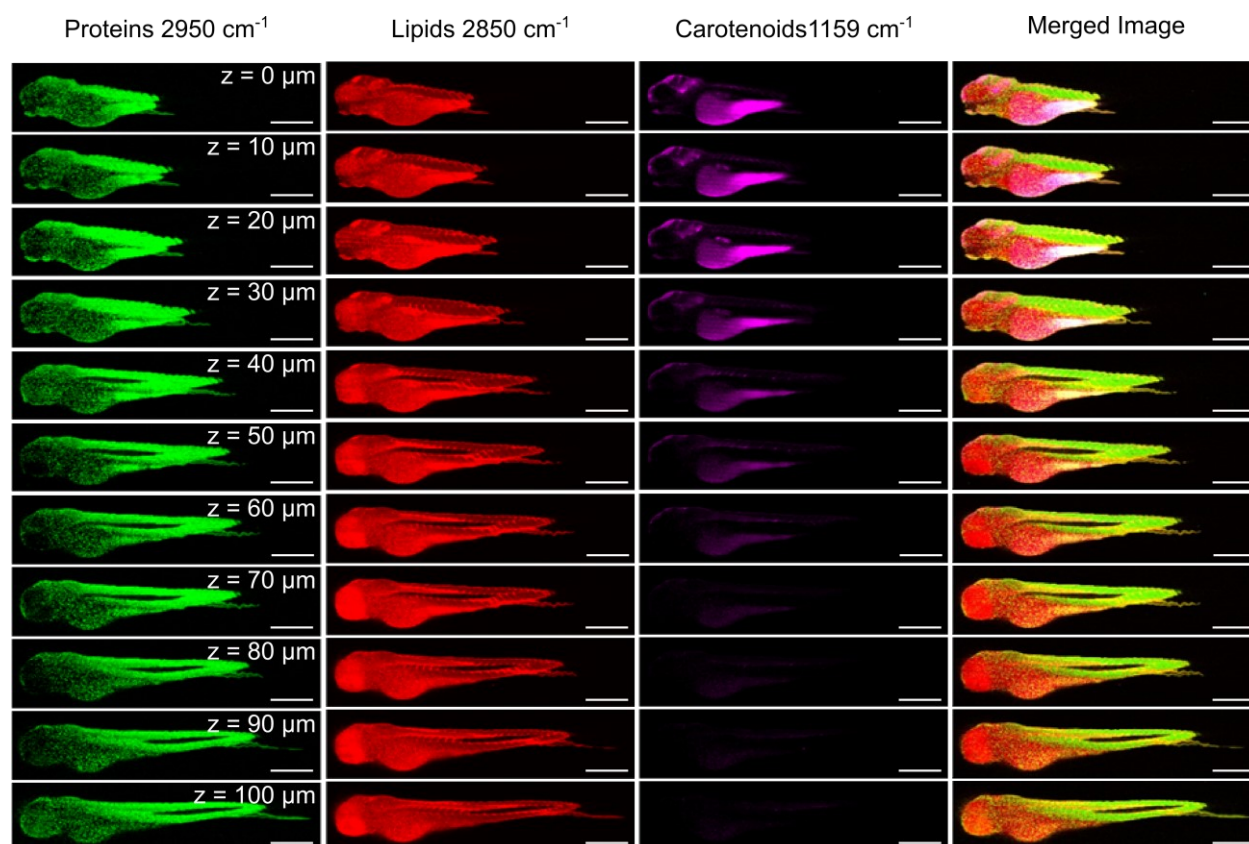 Proteins 2950 cm⁻¹ Lipids 2850 cm⁻¹ Carotenoids1159 cm⁻¹ Merged Image
z = 0 µm
z = 10 µm
z = 20 µm
z = 30 µm
z = 40 µm
z = 50 µm
z = 60 µm
z = 70 µm
z = 80 µm
z = 90 µm
z = 100 µm